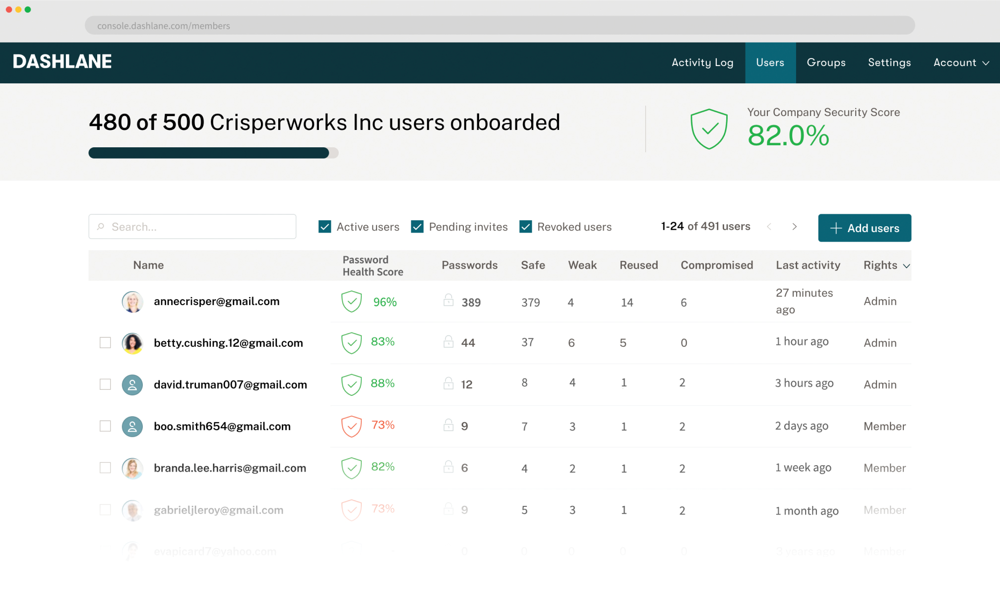 console.dashlane.com/members
DASHLANE
Activity Log
Users
Groups
Settings
Account
480 of 500 Crisperworks Inc users onboarded
Your Company Security Score
82.0%
Search...
Active users
Pending invites
Revoked users
1-24 of 491 users
Add users
Name
Password
Health Score
Passwords
Safe
Weak
Reused
Compromised
Last activity
Rights
annecrisper@gmail.com 96% 389 379 4 14 6 27 minutes
ago
Admin
betty.cushing.12@gmail.com 83% 44 37 6 5 0 1 hour ago Admin
david.truman007@gmail.com 88% 12 8 4 1 2 3 hours ago Admin
boo.smith654@gmail.com 73% 9 7 3 1 2 2 days ago Member
branda.lee.harris@gmail.com 82% 6 4 2 1 2 1 week ago Member
gabrieljleroy@gmail.com 73% 9 5 3 1 2 1 month ago Member
evapicard7@yahoo.com - 0 0 0 0 0 3 years ago Member